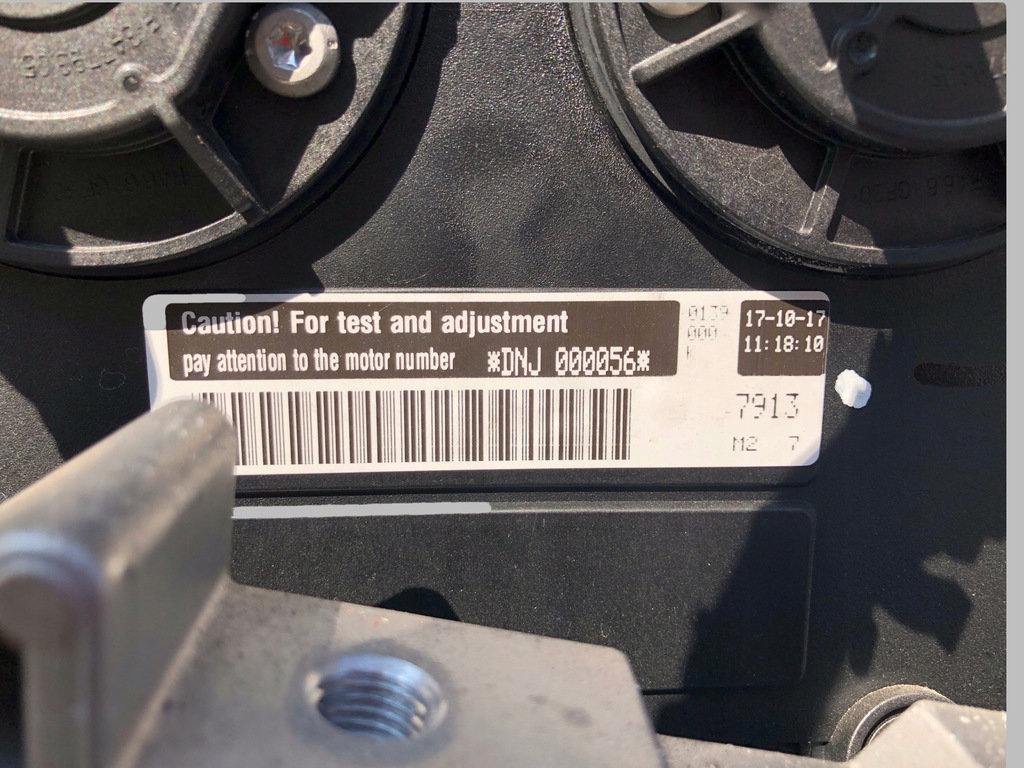 Caution! For test and adjustment
pay attention to the motor number *DNJ 000056*
0139
000
K
17-10-17
11:18:10
7913
M2 7